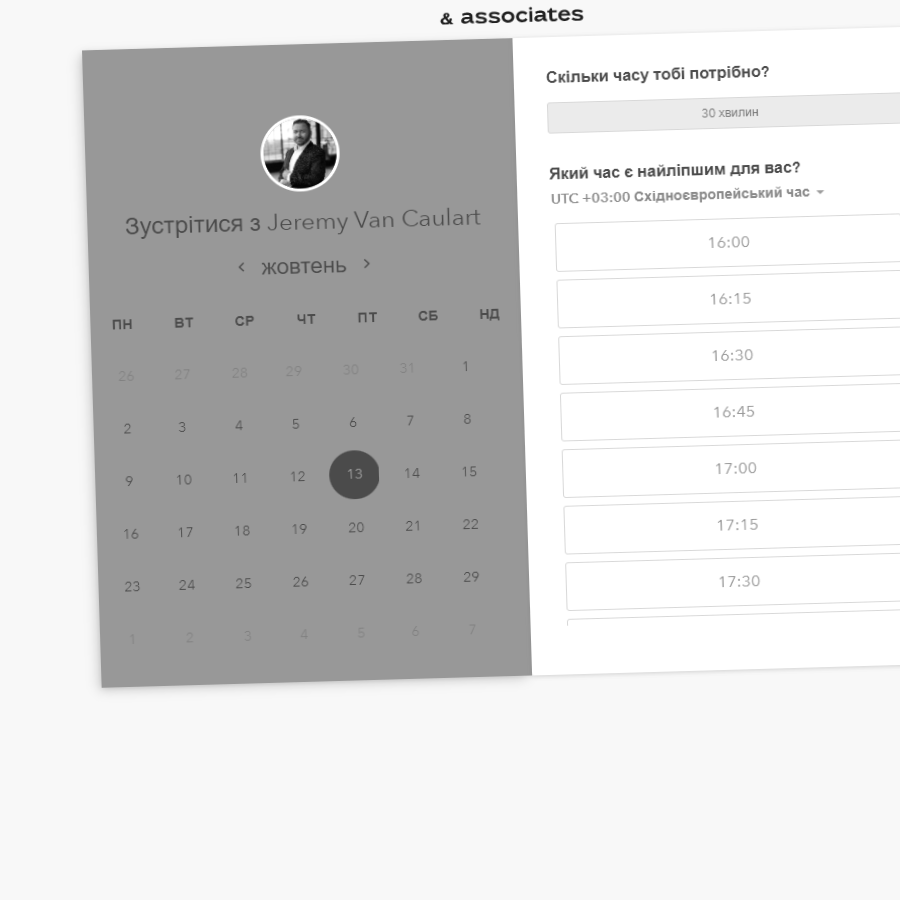 & associates
Зустрітися з Jeremy Van Caulart
жовтень
ПН ВТ СР ЧТ ПТ СБ НД
26 27 28 29 30 31 1
2 3 4 5 6 7 8
9 10 11 12 13 14 15
16 17 18 19 20 21 22
23 24 25 26 27 28 29
1 2 3 4 5 6 7
Скільки часу тобі потрібно?
30 хвилин
Який час є найліпшим для вас?
UTC +03:00 Східноєвропейський час
16:00
16:15
16:30
16:45
17:00
17:15
17:30